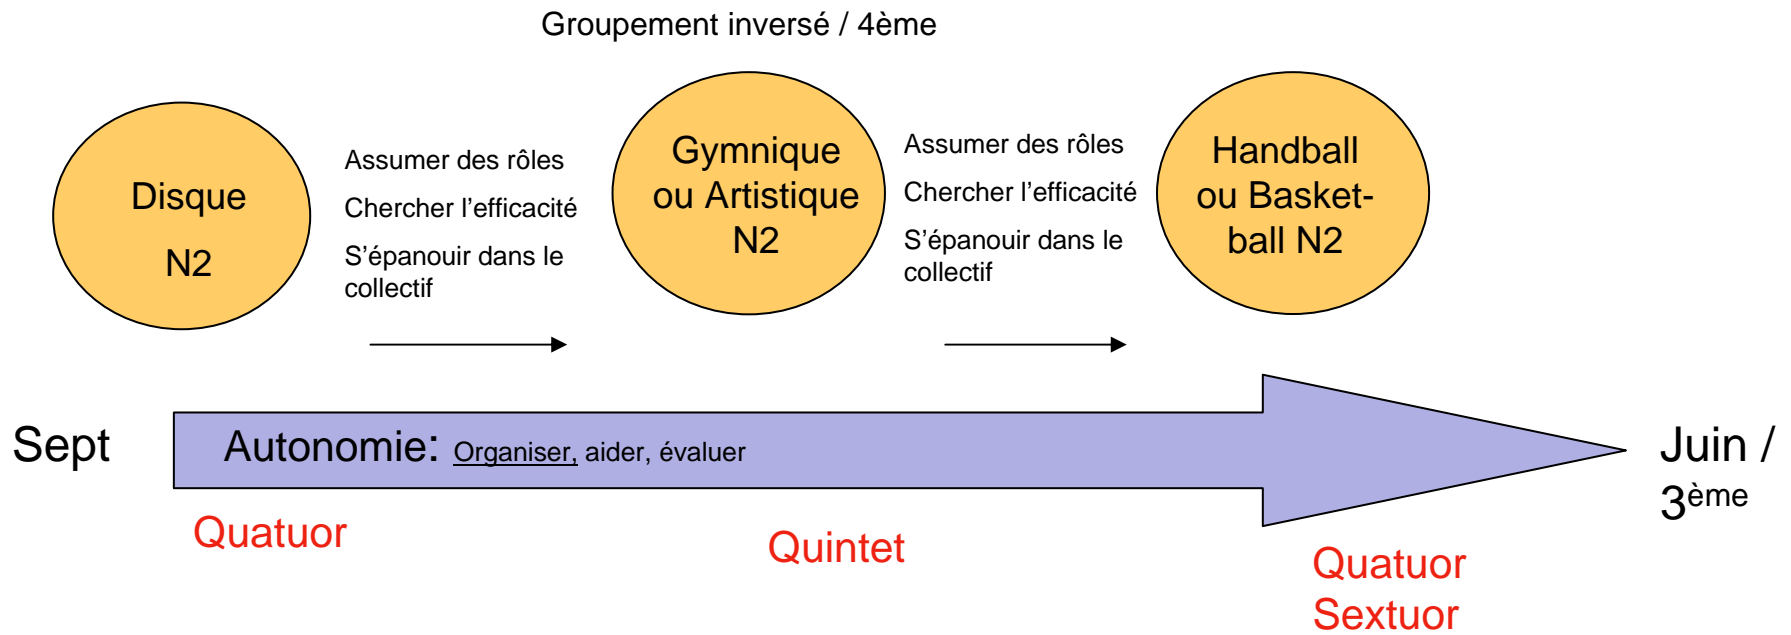 Groupement inversé / 4ème
Disque
N2
Assumer des rôles
Chercher l’efficacité
S’épanouir dans le
collectif
Gymnique
ou Artistique
N2
Assumer des rôles
Chercher l’efficacité
S’épanouir dans le
collectif
Handball
ou Basket-
ball N2
Sept
Autonomie: Organiser, aider, évaluer
Juin /
3ème
Quatuor
Quintet
Quatuor
Sextuor